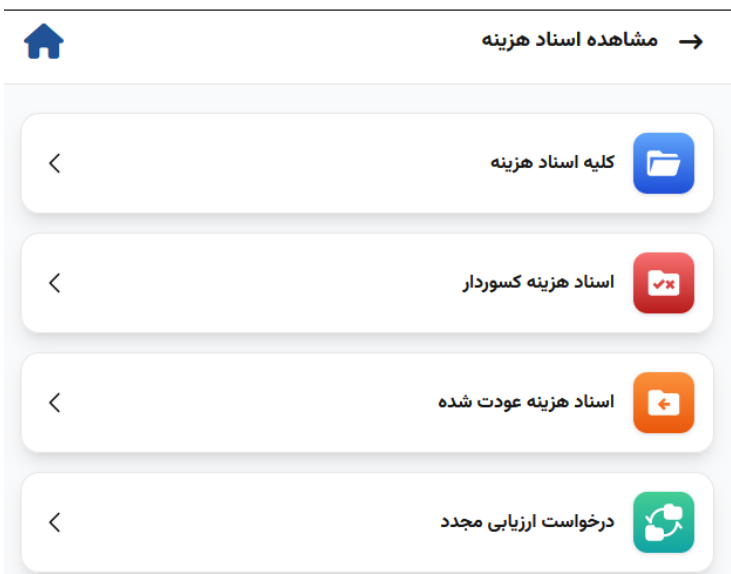 مشاهده اسناد هزینه
کلیه اسناد هزینه
اسناد هزینه کسوردار
اسناد هزینه عودت شده
درخواست ارزیابی مجدد